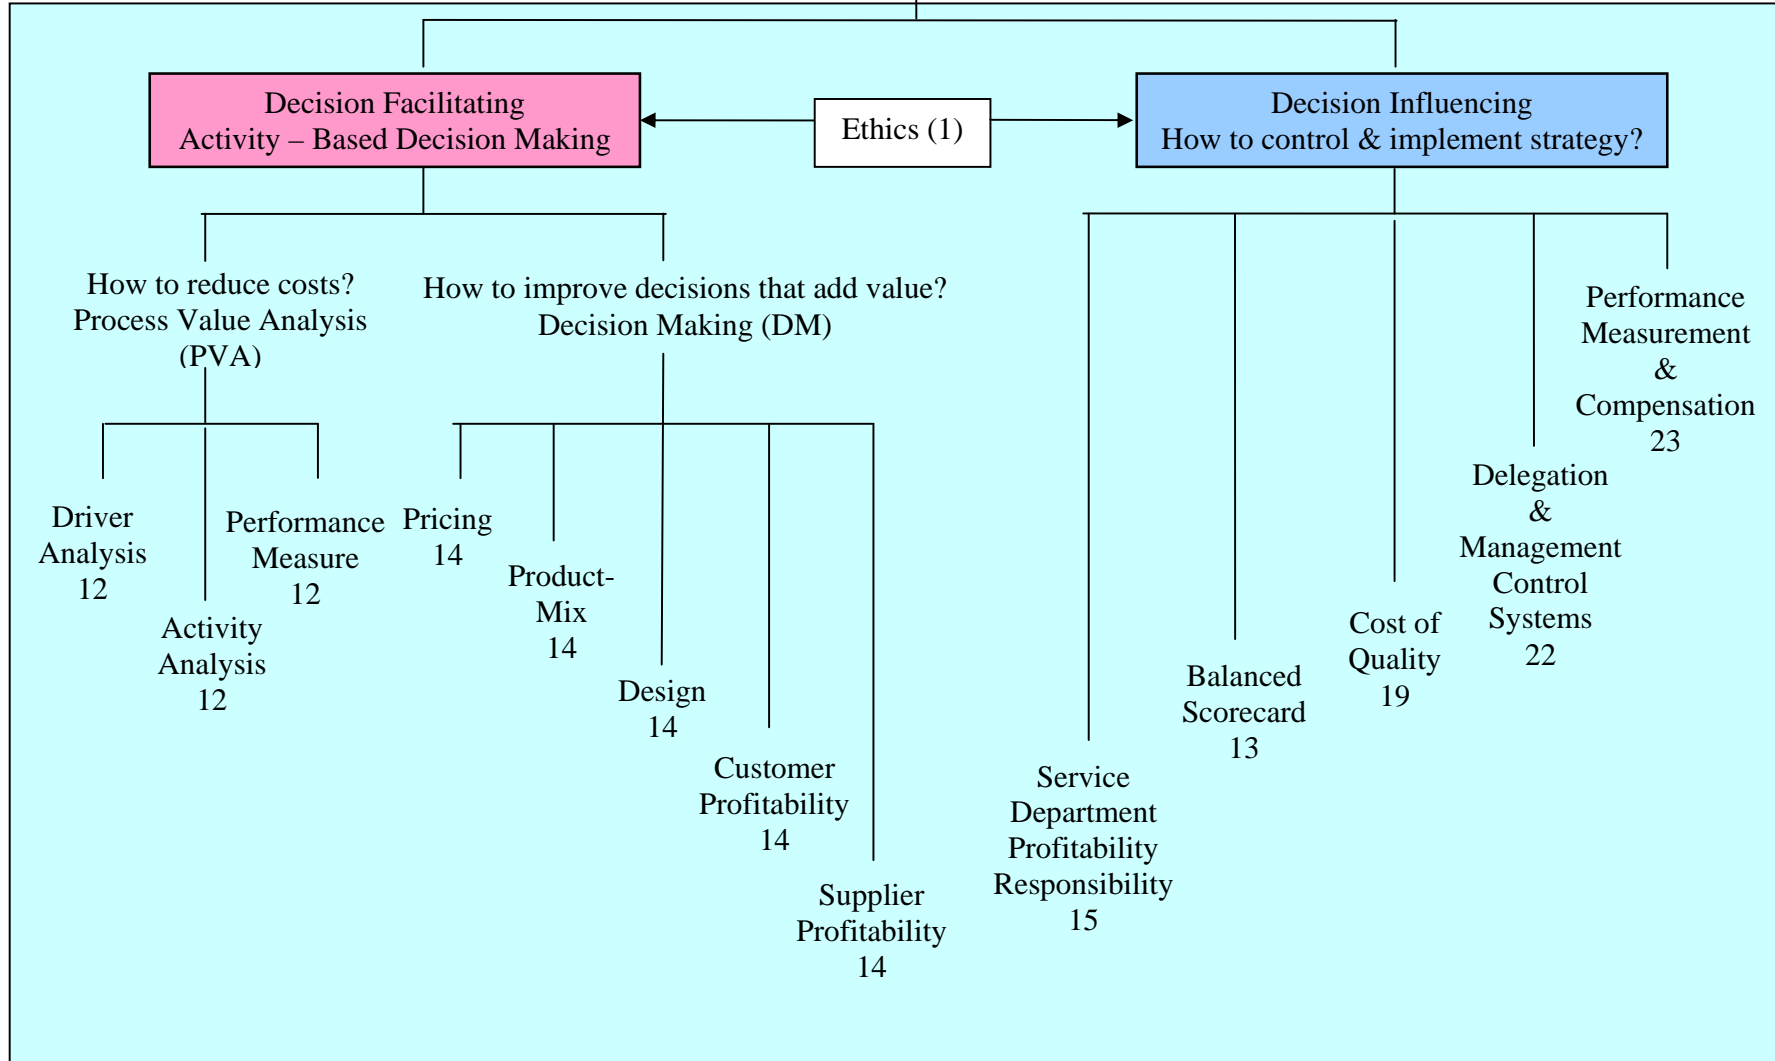 Decision Facilitating
Activity – Based Decision Making
Ethics (1)
Decision Influencing
How to control & implement strategy?
How to reduce costs?
Process Value Analysis
(PVA)
How to improve decisions that add value?
Decision Making (DM)
Driver
Analysis
12
Activity
Analysis
12
Performance
Measure
12
Pricing
14
Product-
Mix
14
Design
14
Customer
Profitability
14
Supplier
Profitability
14
Service
Department
Profitability
Responsibility
15
Balanced
Scorecard
13
Cost of
Quality
19
Delegation
&
Management
Control
Systems
22
Performance
Measurement
&
Compensation
23